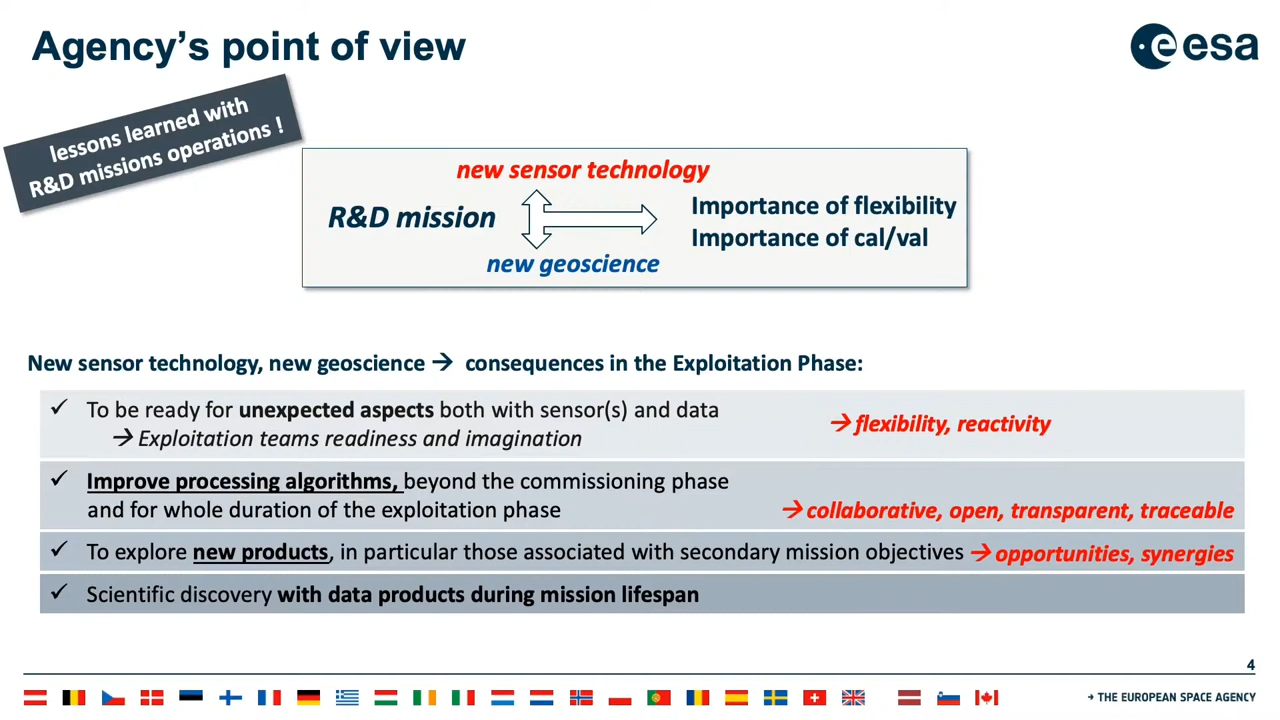 Agency's point of view
esa
lessons learned with
R&D missions operations !
new sensor technology
R&D mission
Importance of flexibility
Importance of cal/val
new geoscience
New sensor technology, new geoscience → consequences in the Exploitation Phase:
✓ To be ready for unexpected aspects both with sensor(s) and data
→ Exploitation teams readiness and imagination
→ flexibility, reactivity
✓ Improve processing algorithms, beyond the commissioning phase
and for whole duration of the exploitation phase
→ collaborative, open, transparent, traceable
✓ To explore new products, in particular those associated with secondary mission objectives → opportunities, synergies
✓ Scientific discovery with data products during mission lifespan
4
→ THE EUROPEAN SPACE AGENCY